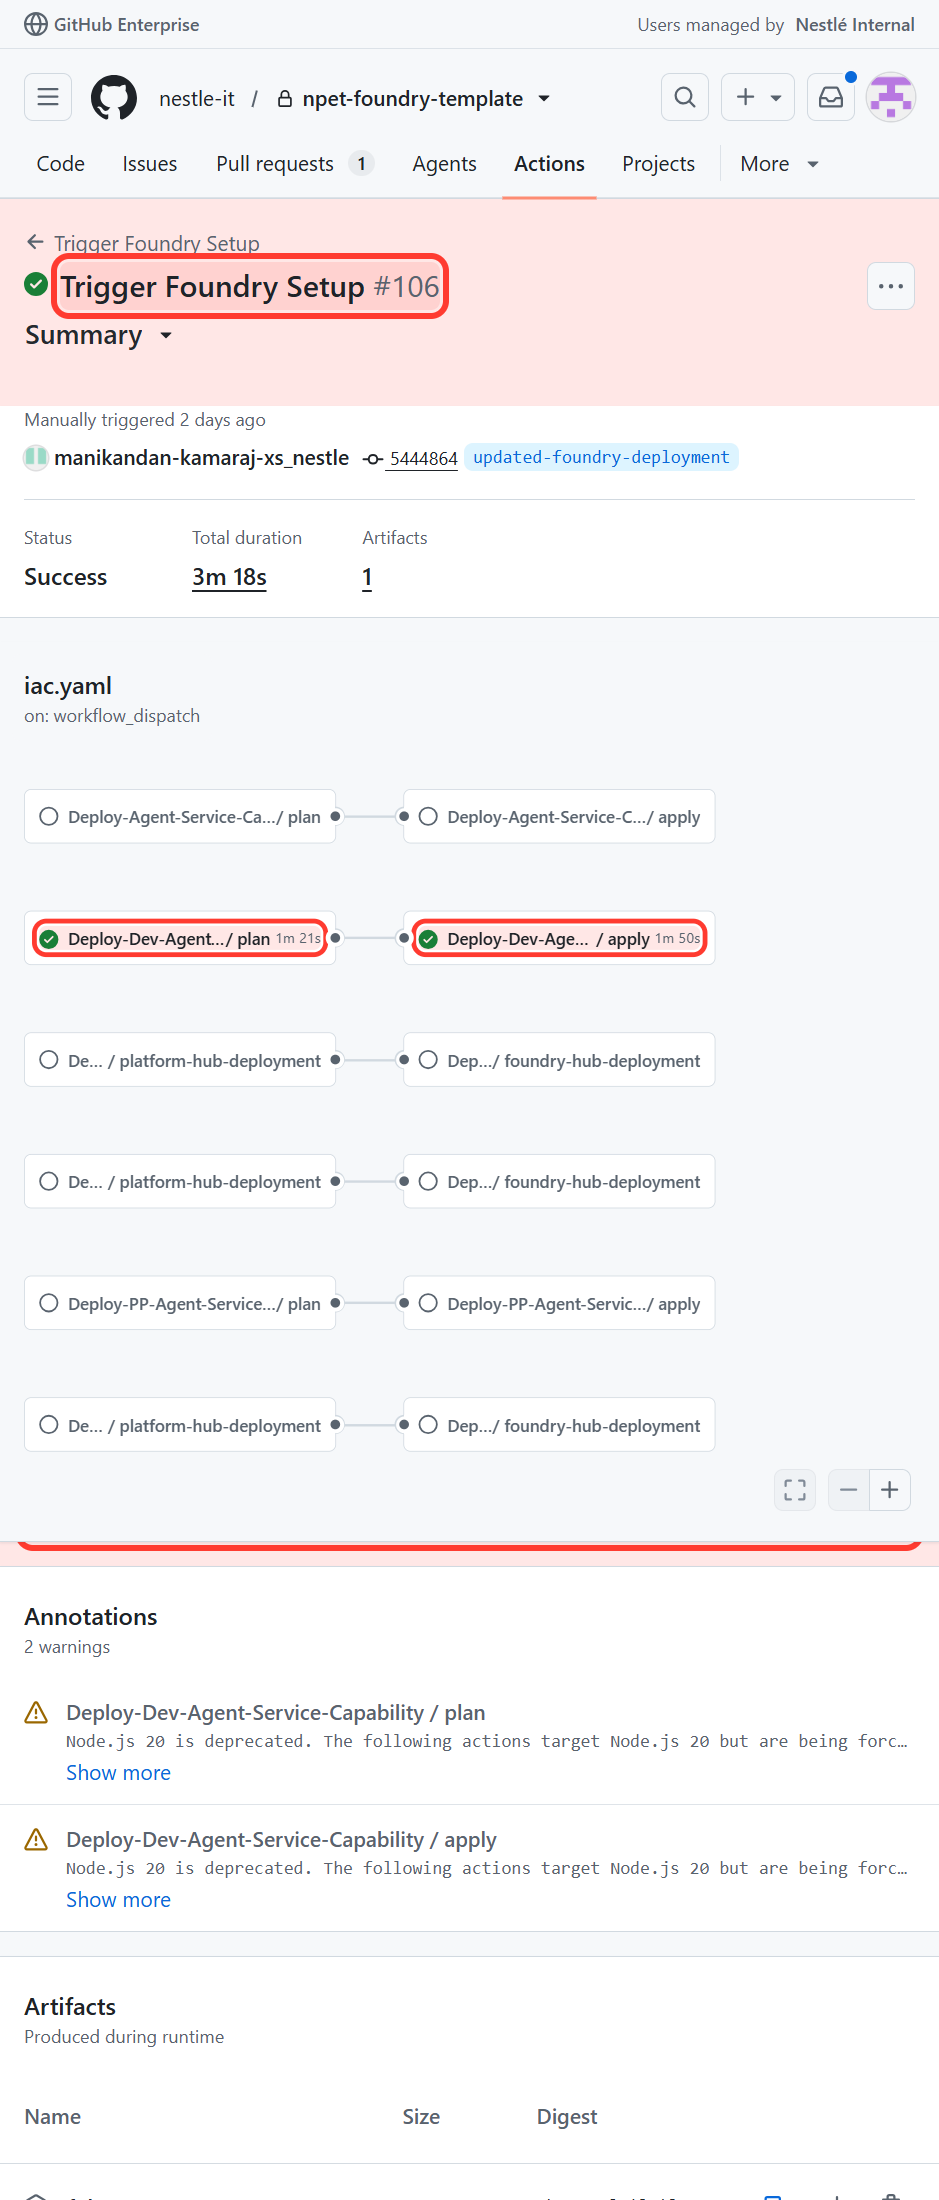 GitHub Enterprise
Users managed by Nestlé Internal
nestle-it / npet-foundry-template
Code Issues Pull requests 1 Agents Actions Projects More
Trigger Foundry Setup
Trigger Foundry Setup #106
Summary
Manually triggered 2 days ago
manikandan-kamaraj-xs_nestle 5444864 updated-foundry-deployment
Status Total duration Artifacts
Success 3m 18s 1
iac.yaml
on: workflow_dispatch
Deploy-Agent-Service-Ca.../ plan
Deploy-Agent-Service-C.../ apply
Deploy-Dev-Agent.../ plan 1m 21s
Deploy-Dev-Age... / apply 1m 50s
De... / platform-hub-deployment
Dep.../ foundry-hub-deployment
De... / platform-hub-deployment
Dep.../ foundry-hub-deployment
Deploy-PP-Agent-Service.../ plan
Deploy-PP-Agent-Servic.../ apply
De... / platform-hub-deployment
Dep.../ foundry-hub-deployment
Annotations
2 warnings
Deploy-Dev-Agent-Service-Capability / plan
Node.js 20 is deprecated. The following actions target Node.js 20 but are being forc…
Show more
Deploy-Dev-Agent-Service-Capability / apply
Node.js 20 is deprecated. The following actions target Node.js 20 but are being forc…
Show more
Artifacts
Produced during runtime
Name Size Digest